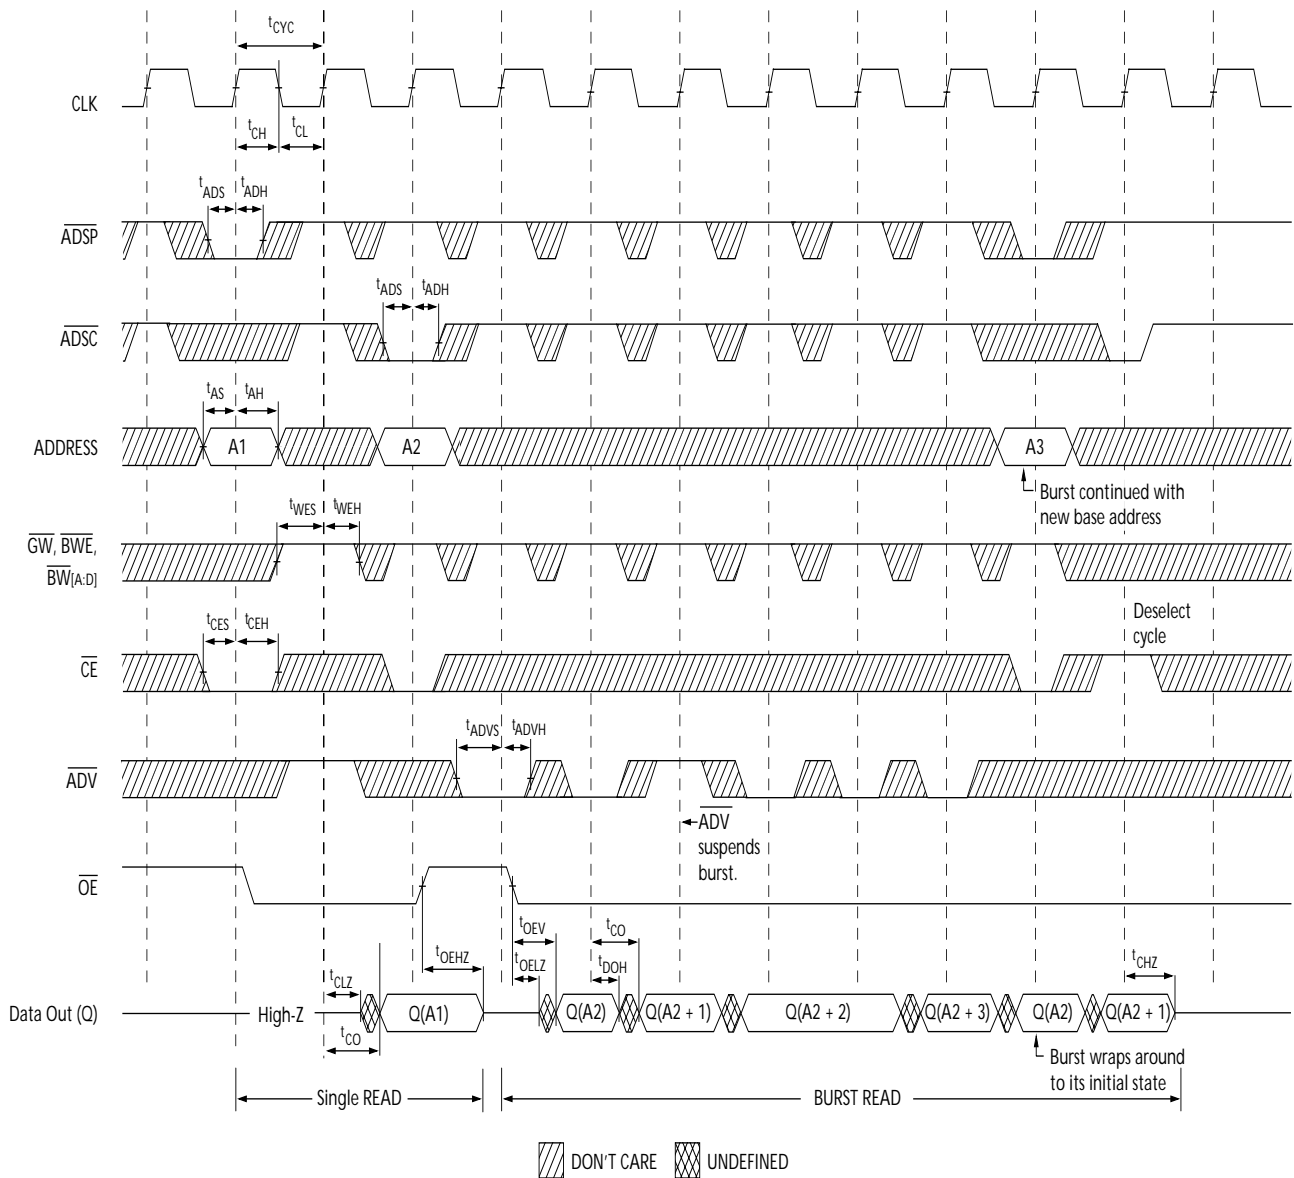 tCYC
CLK
tCH tCL
tADS tADH
ADSP
tADS tADH
ADSC
tAS tAH
ADDRESS A1 A2 A3
Burst continued with
new base address
tWES tWEH
GW, BWE,
BW[A:D]
Deselect
cycle
tCES tCEH
CE
tADVS tADVH
ADV
ADV
suspends
burst.
OE
tOEV tCO
tOEHZ tOELZ tDOH tCHZ
tCLZ
Data Out (Q) High-Z Q(A1) Q(A2) Q(A2 + 1) Q(A2 + 2) Q(A2 + 3) Q(A2) Q(A2 + 1)
tCO
Burst wraps around
to its initial state
Single READ BURST READ
DON'T CARE UNDEFINED